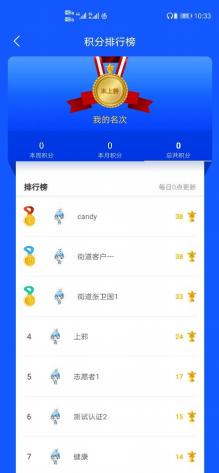 10:33
积分排行榜
未上榜
我的名次
0 0 0
本周积分 本月积分 总共积分
排行榜 每日0点更新
candy 38
街道客户一 38
街道张卫国1 33
4 上邪 24
5 志愿者1 17
6 测试认证2 15
7 健康 14